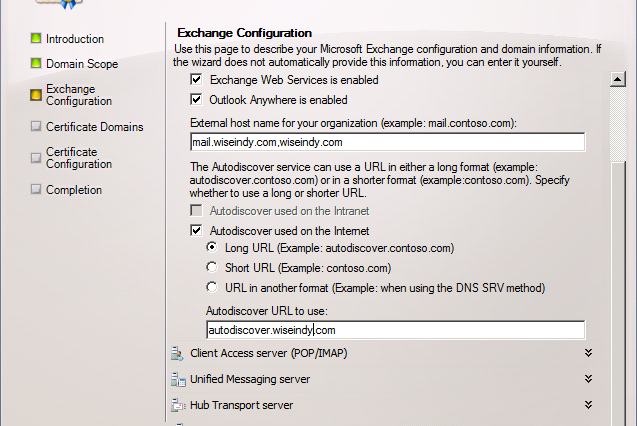 Exchange Configuration
Use this page to describe your Microsoft Exchange configuration and domain information. If
the wizard does not automatically provide this information, you can enter it yourself.
Introduction
Domain Scope
Exchange
Configuration
Certificate Domains
Certificate
Configuration
Completion
Exchange Web Services is enabled
Outlook Anywhere is enabled
External host name for your organization (example: mail.contoso.com):
mail.wiseindy.com,wiseindy.com
The Autodiscover service can use a URL in either a long format (example:
autodiscover.contoso.com) or in a shorter format (example:contoso.com). Specify
whether to use a long or shorter URL.
Autodiscover used on the Intranet
Autodiscover used on the Internet
Long URL (Example: autodiscover.contoso.com)
Short URL (Example: contoso.com)
URL in another format (Example: when using the DNS SRV method)
Autodiscover URL to use:
autodiscover.wiseindy.com
Client Access server (POP/IMAP)
Unified Messaging server
Hub Transport server